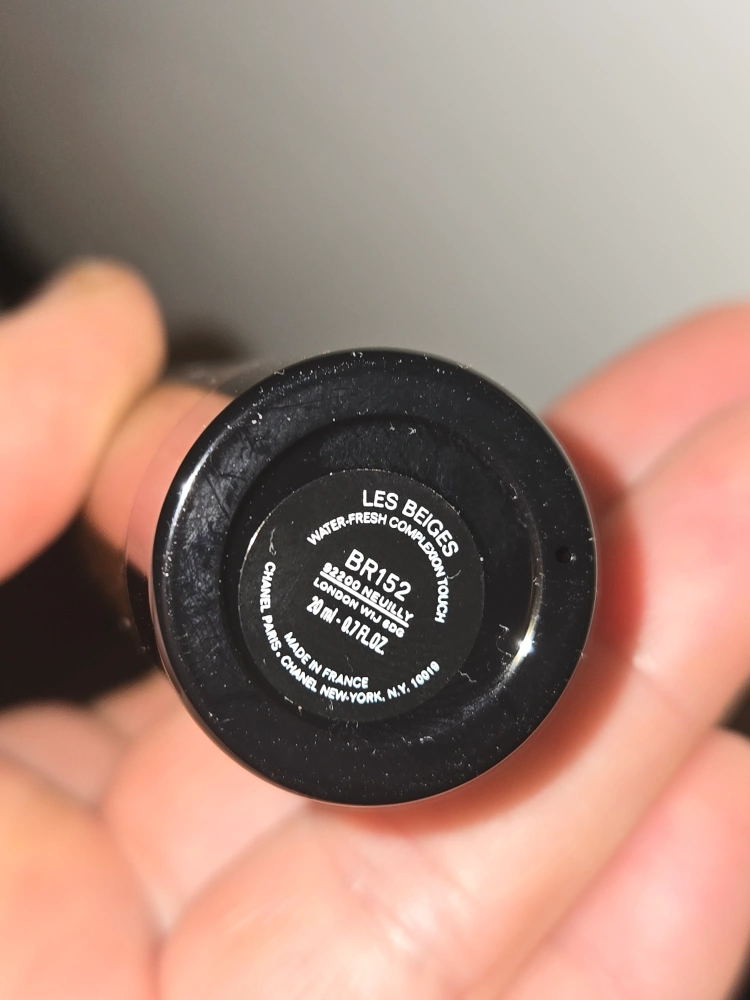 LES BEIGES
WATER-FRESH COMPLEXION TOUCH
BR152
92200 NEUILLY
LONDON W1J 6DG
20 ml - 0.7 FL.OZ.
MADE IN FRANCE
CHANEL PARIS • CHANEL NEW-YORK, N.Y. 10019